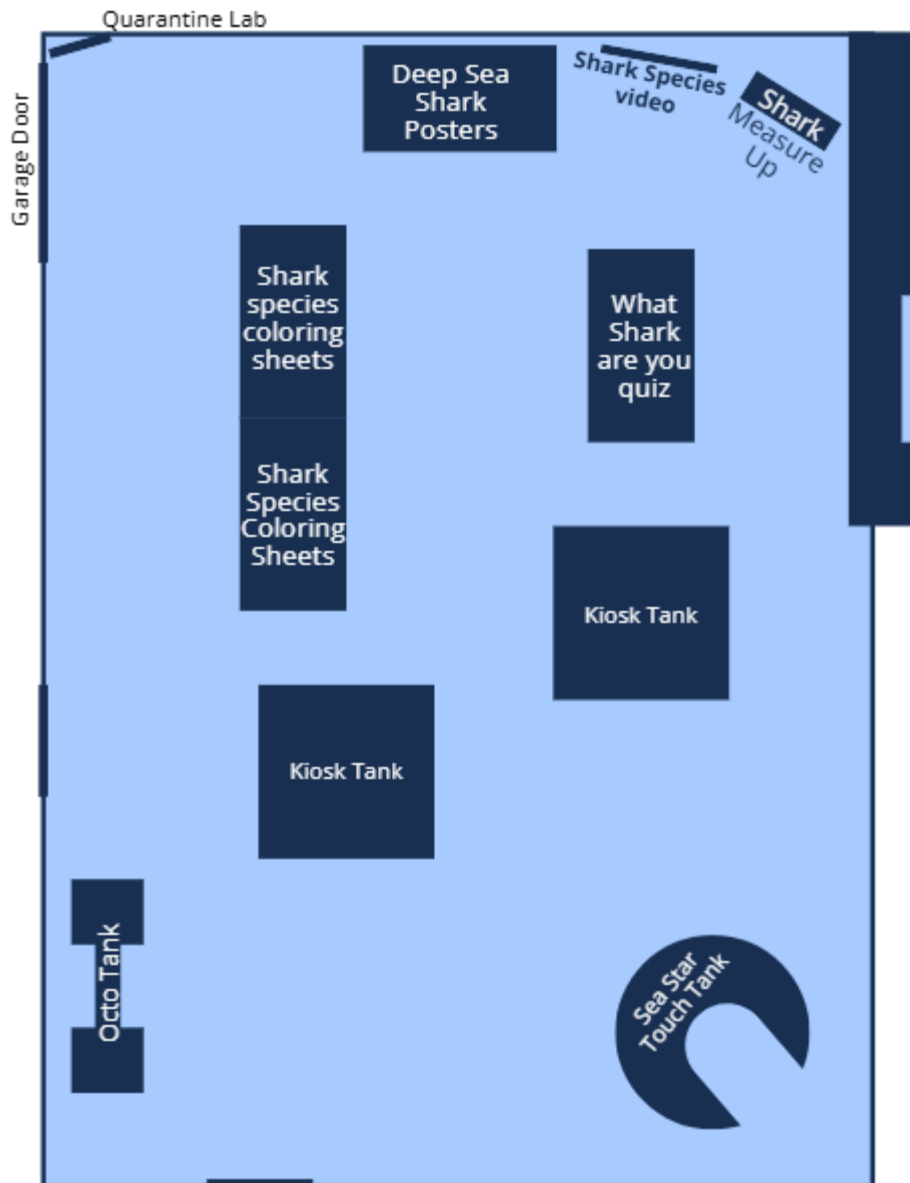 Quarantine Lab
Garage Door
Deep Sea
Shark
Posters
Shark Species
video
Shark
Measure
Up
Shark
species
coloring
sheets
What
Shark
are you
quiz
Shark
Species
Coloring
Sheets
Kiosk Tank
Kiosk Tank
Octo Tank
Sea Star
Touch Tank